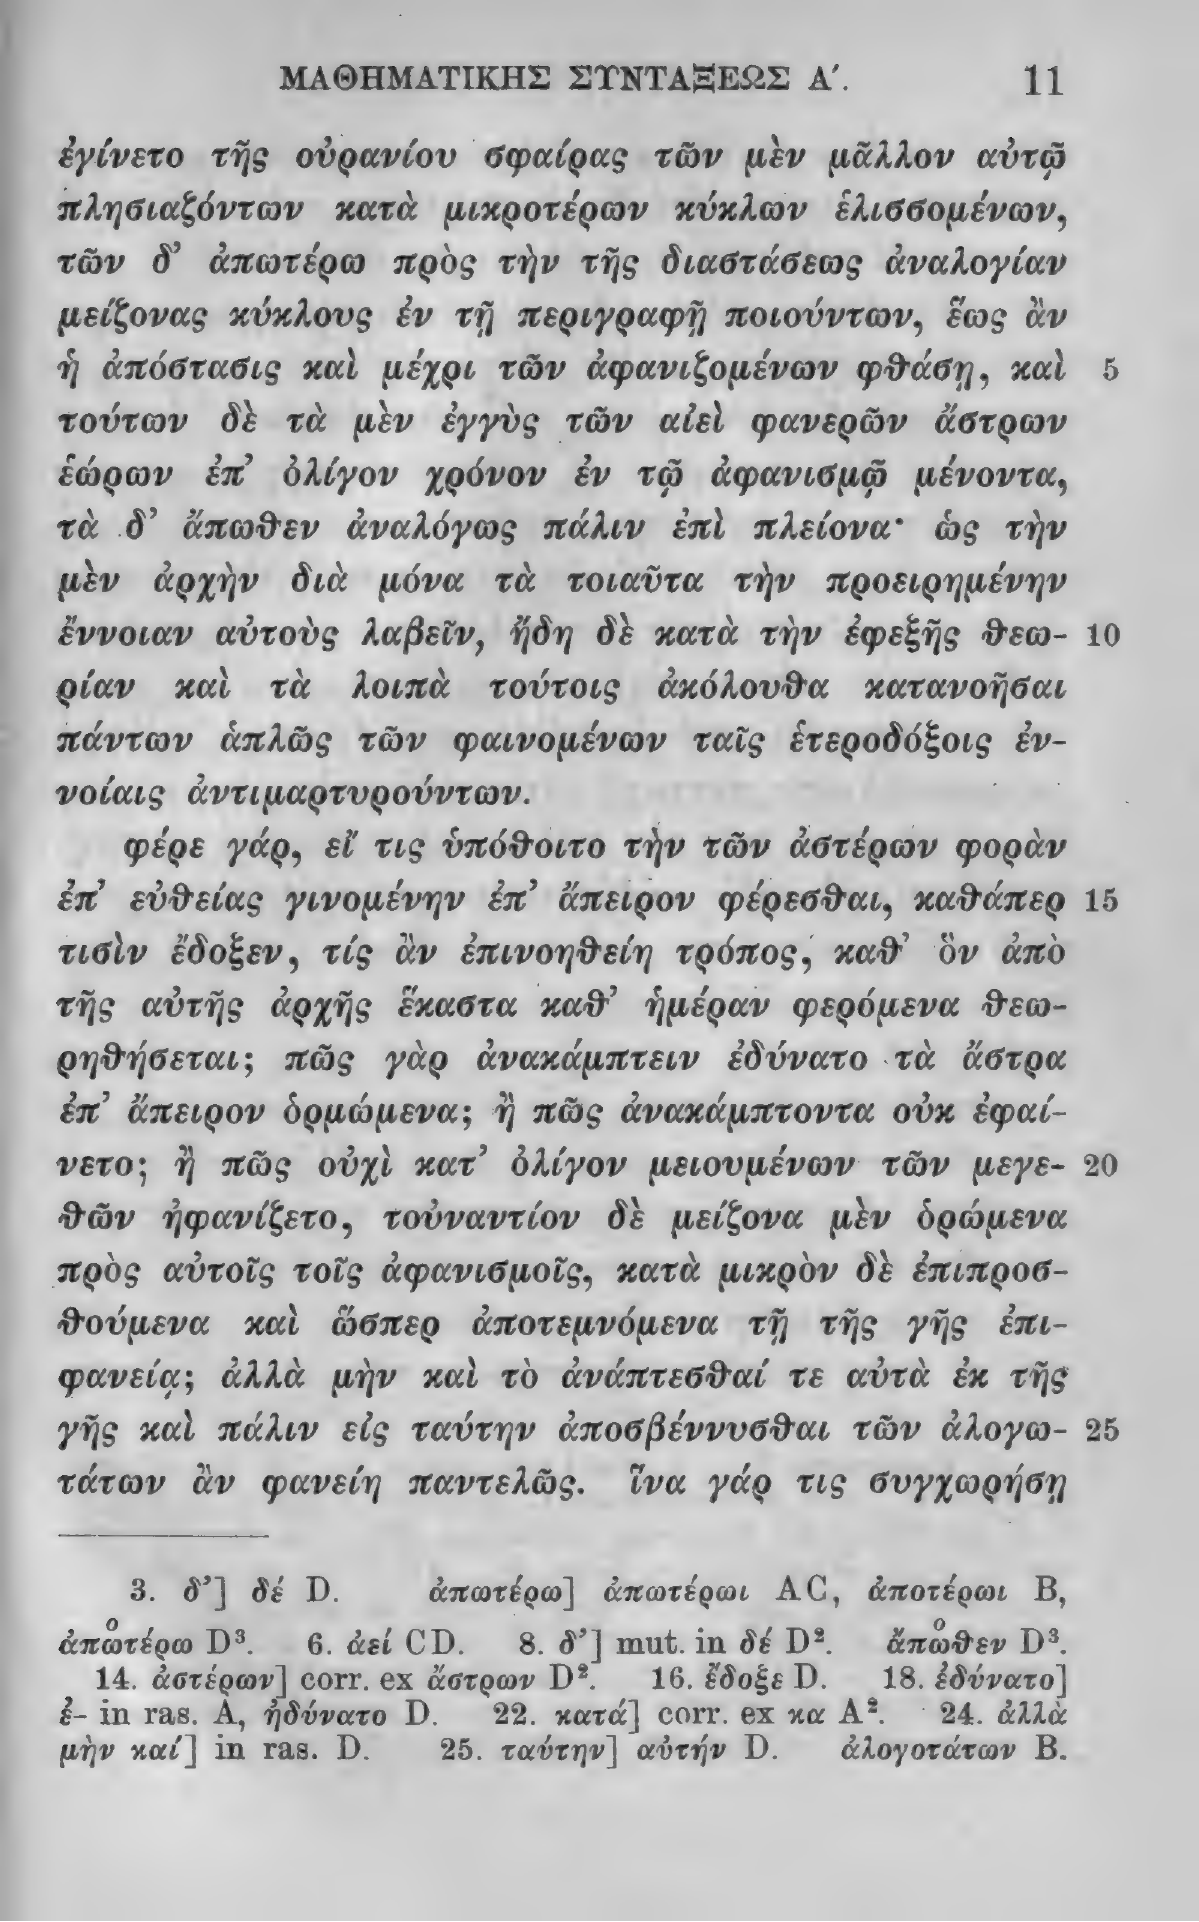 ΜΑΘΗΜΑΤΙΚΗΣ ΣΥΝΤΑΞΕΩΣ Α΄. 11
ἐγίνετο τῆς οὐρανίου σφαίρας τῶν μὲν μᾶλλον αὐτῷ
πλησιαζόντων κατὰ μικροτέρων κύκλων ἑλισσομένων,
τῶν δ’ ἀπωτέρω πρὸς τὴν τῆς διαστάσεως ἀναλογίαν
μείζονας κύκλους ἐν τῇ περιγραφῇ ποιούντων, ἕως ἂν
ἡ ἀπόστασις καὶ μέχρι τῶν ἀφανιζομένων φθάσῃ, καὶ 5
τούτων δὲ τὰ μὲν ἐγγὺς τῶν αἰεὶ φανερῶν ἄστρων
ἑώρων ἐπ’ ὀλίγον χρόνον ἐν τῷ ἀφανισμῷ μένοντα,
τὰ δ’ ἄπωθεν ἀναλόγως πάλιν ἐπὶ πλείονα· ὡς τὴν
μὲν ἀρχὴν διὰ μόνα τὰ τοιαῦτα τὴν προειρημένην
ἔννοιαν αὐτοὺς λαβεῖν, ἤδη δὲ κατὰ τὴν ἐφεξῆς θεω- 10
ρίαν καὶ τὰ λοιπὰ τούτοις ἀκόλουθα κατανοῆσαι
πάντων ἁπλῶς τῶν φαινομένων ταῖς ἑτεροδόξοις ἐν-
νοίαις ἀντιμαρτυρούντων.
φέρε γάρ, εἴ τις ὑπόθοιτο τὴν τῶν ἀστέρων φορὰν
ἐπ’ εὐθείας γινομένην ἐπ’ ἄπειρον φέρεσθαι, καθάπερ 15
τισὶν ἔδοξεν, τίς ἂν ἐπινοηθείη τρόπος, καθ’ ὃν ἀπὸ
τῆς αὐτῆς ἀρχῆς ἕκαστα καθ’ ἡμέραν φερόμενα θεω-
ρηθήσεται; πῶς γὰρ ἀνακάμπτειν ἐδύνατο τὰ ἄστρα
ἐπ’ ἄπειρον ὁρμώμενα; ἢ πῶς ἀνακάμπτοντα οὐκ ἐφαί-
νετο; ἢ πῶς οὐχὶ κατ’ ὀλίγον μειουμένων τῶν μεγε- 20
θῶν ἠφανίζετο, τοὐναντίον δὲ μείζονα μὲν ὁρώμενα
πρὸς αὐτοῖς τοῖς ἀφανισμοῖς, κατὰ μικρὸν δὲ ἐπιπροσ-
θούμενα καὶ ὥσπερ ἀποτεμνόμενα τῇ τῆς γῆς ἐπι-
φανείᾳ; ἀλλὰ μὴν καὶ τὸ ἀνάπτεσθαί τε αὐτὰ ἐκ τῆς
γῆς καὶ πάλιν εἰς ταύτην ἀποσβέννυσθαι τῶν ἀλογω- 25
τάτων ἂν φανείη παντελῶς. ἵνα γάρ τις συγχωρήσῃ
3. δ’] δέ D. ἀπωτέρω] ἀπωτέρωι AC, ἀποτέρωι B,
ἀπω̊τέρω D³. 6. ἀεί CD. 8. δ’] mut. in δέ D². ἄπω̊θεν D³.
14. ἀστέρων] corr. ex ἄστρων D². 16. ἔδοξε D. 18. ἐδύνατο]
ἐ- in ras. A, ἠδύνατο D. 22. κατά] corr. ex κα A². 24. ἀλλὰ
μὴν καί] in ras. D. 25. ταύτην] αὐτήν D. ἀλογοτάτων B.